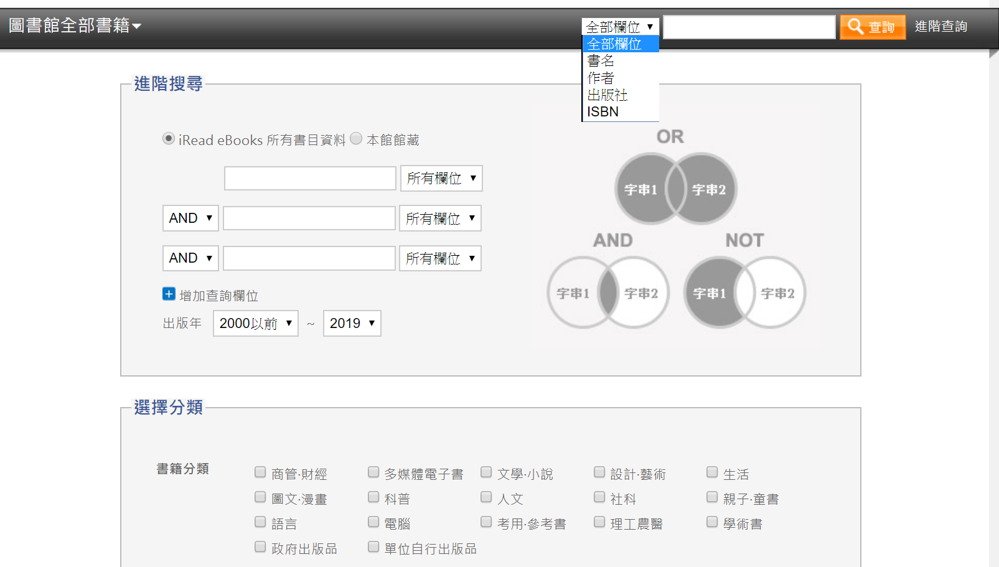 圖書館全部書籍
全部欄位 查詢 進階查詢
全部欄位
書名
作者
出版社
ISBN
進階搜尋
iRead eBooks 所有書目資料 本館館藏
所有欄位
AND 所有欄位
AND 所有欄位
增加查詢欄位
出版年 2000以前 ~ 2019
OR
字串1 字串2
AND NOT
字串1 字串2 字串1 字串2
選擇分類
書籍分類 商管‧財經 多媒體電子書 文學‧小說 設計‧藝術 生活
圖文‧漫畫 科普 人文 社科 親子‧童書
語言 電腦 考用‧參考書 理工農醫 學術書
政府出版品 單位自行出版品